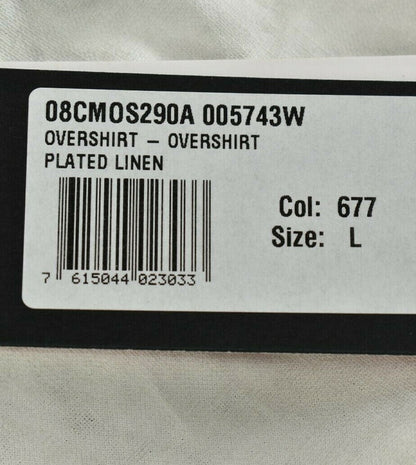 08CMOS290A 005743W
OVERSHIRT – OVERSHIRT
PLATED LINEN
Col: 677
Size: L
7 615044 023033